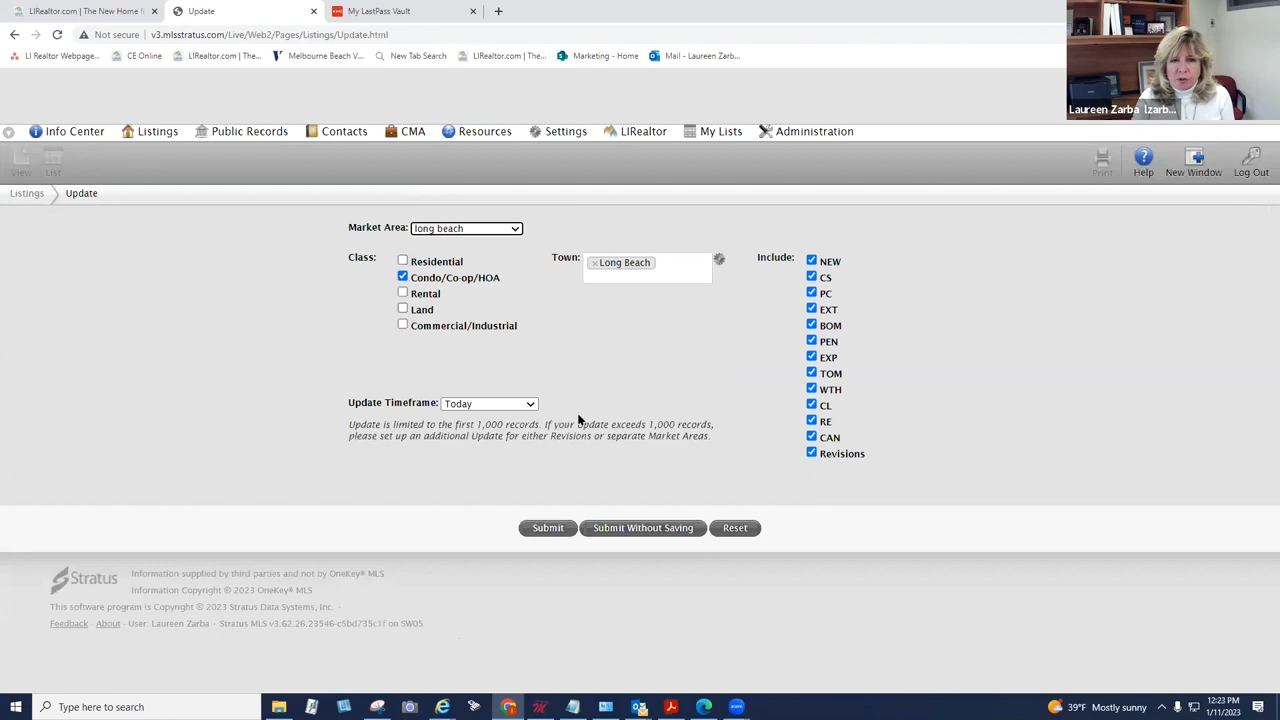 LIRealtor.com | The New Home f
Update
My LastPass Vault
Not secure
v3.mlsstratus.com/Live/Web2/Pages/Listings/Update.html
LI Realtor Webpage...
CE Online
LIRealtor.com | The...
Melbourne Beach V...
New Tab Search
LIRealtor.com | The...
Marketing - Home
Mail - Laureen Zarb...
Laureen Zarba lzarb...
Info Center
Listings
Public Records
Contacts
CMA
Resources
Settings
LIRealtor
My Lists
Administration
View
List
Print
Help
New Window
Log Out
Listings
Update
Market Area: long beach
Class:
Residential
Condo/Co-op/HOA
Rental
Land
Commercial/Industrial
Town:
×Long Beach
Include:
NEW
CS
PC
EXT
BOM
PEN
EXP
TOM
WTH
CL
RE
CAN
Revisions
Update Timeframe: Today
Update is limited to the first 1,000 records. If your update exceeds 1,000 records,
please set up an additional Update for either Revisions or separate Market Areas.
Submit
Submit Without Saving
Reset
Stratus
Information supplied by third parties and not by OneKey® MLS
Information Copyright © 2023 OneKey® MLS
This software program is Copyright © 2023 Stratus Data Systems, Inc. ·
Feedback About · User: Laureen Zarba · Stratus MLS v3.62.26.23546-c5bd735c1f on SW05
Type here to search
39°F Mostly sunny
12:23 PM
1/11/2023